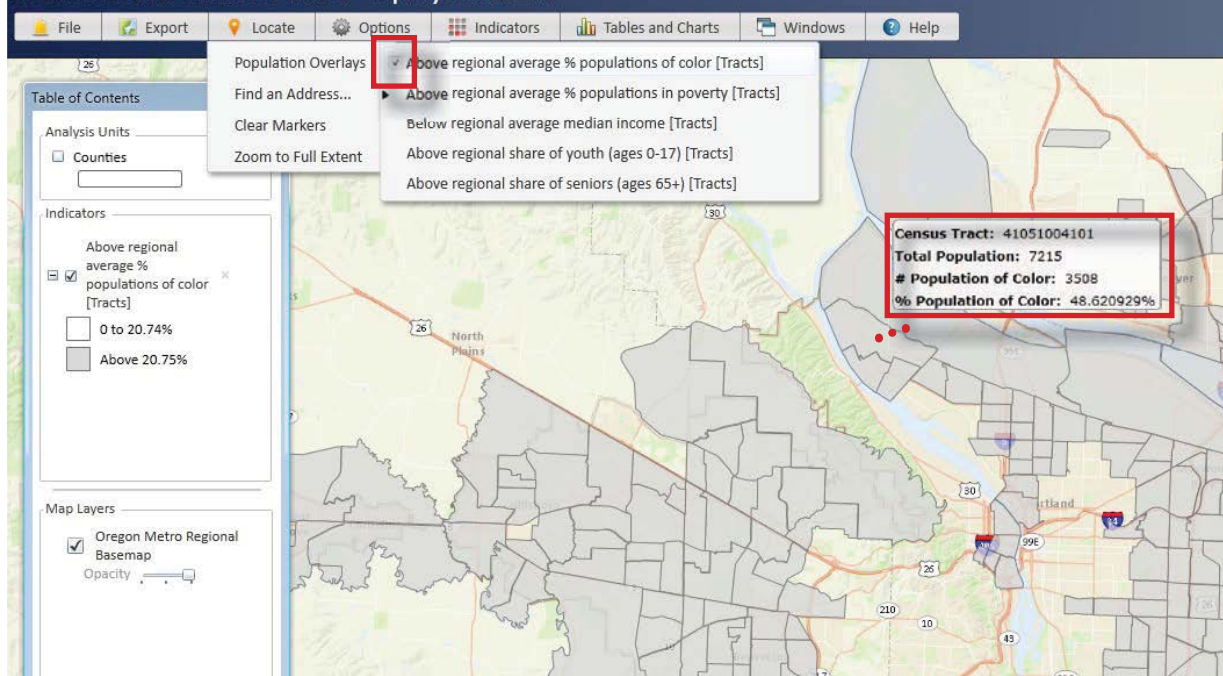 File Export Locate Options Indicators Tables and Charts Windows Help
Population Overlays
Find an Address...
Clear Markers
Zoom to Full Extent
Above regional average % populations of color [Tracts]
Above regional average % populations in poverty [Tracts]
Below regional average median income [Tracts]
Above regional share of youth (ages 0-17) [Tracts]
Above regional share of seniors (ages 65+) [Tracts]
26
Table of Contents
Analysis Units
Counties
Indicators
Above regional
average %
populations of color
[Tracts]
0 to 20.74%
Above 20.75%
Map Layers
Oregon Metro Regional
Basemap
Opacity
30
Census Tract: 41051004101
Total Population: 7215
# Population of Color: 3508
% Population of Color: 48.620929%
26
North
Plains
30
99E
26
210
10
43